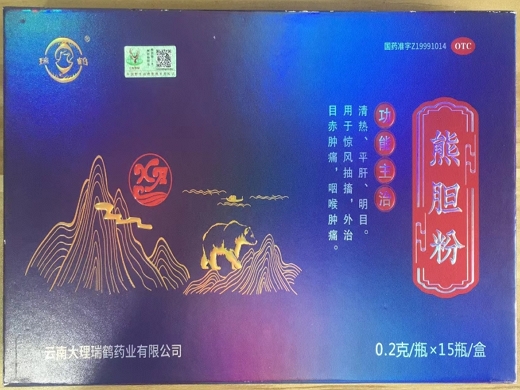 瑞鹤
®
国药准字Z19991014
OTC
熊胆粉
功能主治
清热、平肝、明目。
用于惊风抽搐，外治
目赤肿痛，咽喉肿痛。
云南大理瑞鹤药业有限公司
0.2克/瓶×15瓶/盒